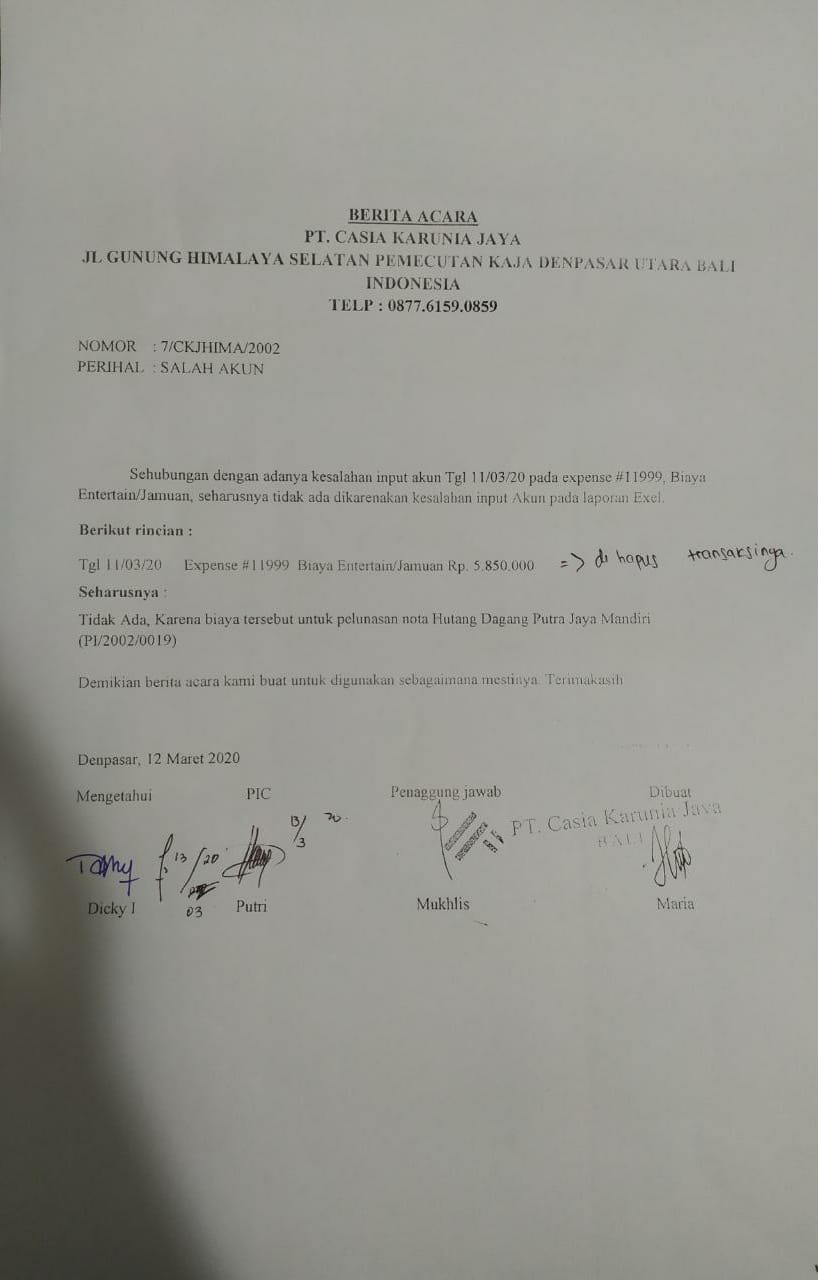 BERITA ACARA
PT. CASIA KARUNIA JAYA
JL GUNUNG HIMALAYA SELATAN PEMECUTAN KAJA DENPASAR UTARA BALI
INDONESIA
TELP : 0877.6159.0859
NOMOR : 7/CKJHIMA/2002
PERIHAL : SALAH AKUN
Sehubungan dengan adanya kesalahan input akun Tgl 11/03/20 pada expense #11999, Biaya
Entertain/Jamuan, seharusnya tidak ada dikarenakan kesalahan input Akun pada laporan Exel.
Berikut rincian :
Tgl 11/03/20 Expense #11999 Biaya Entertain/Jamuan Rp. 5.850.000 => di hapus transaksinya.
Seharusnya :
Tidak Ada, Karena biaya tersebut untuk pelunasan nota Hutang Dagang Putra Jaya Mandiri
(PI/2002/0019)
Demikian berita acara kami buat untuk digunakan sebagaimana mestinya. Terimakasih
Denpasar, 12 Maret 2020
Mengetahui PIC Penaggung jawab Dibuat
PT. Casia Karunia Jaya
BALI
13/3 20.
13/03 20
Dicky I Putri Mukhlis Maria